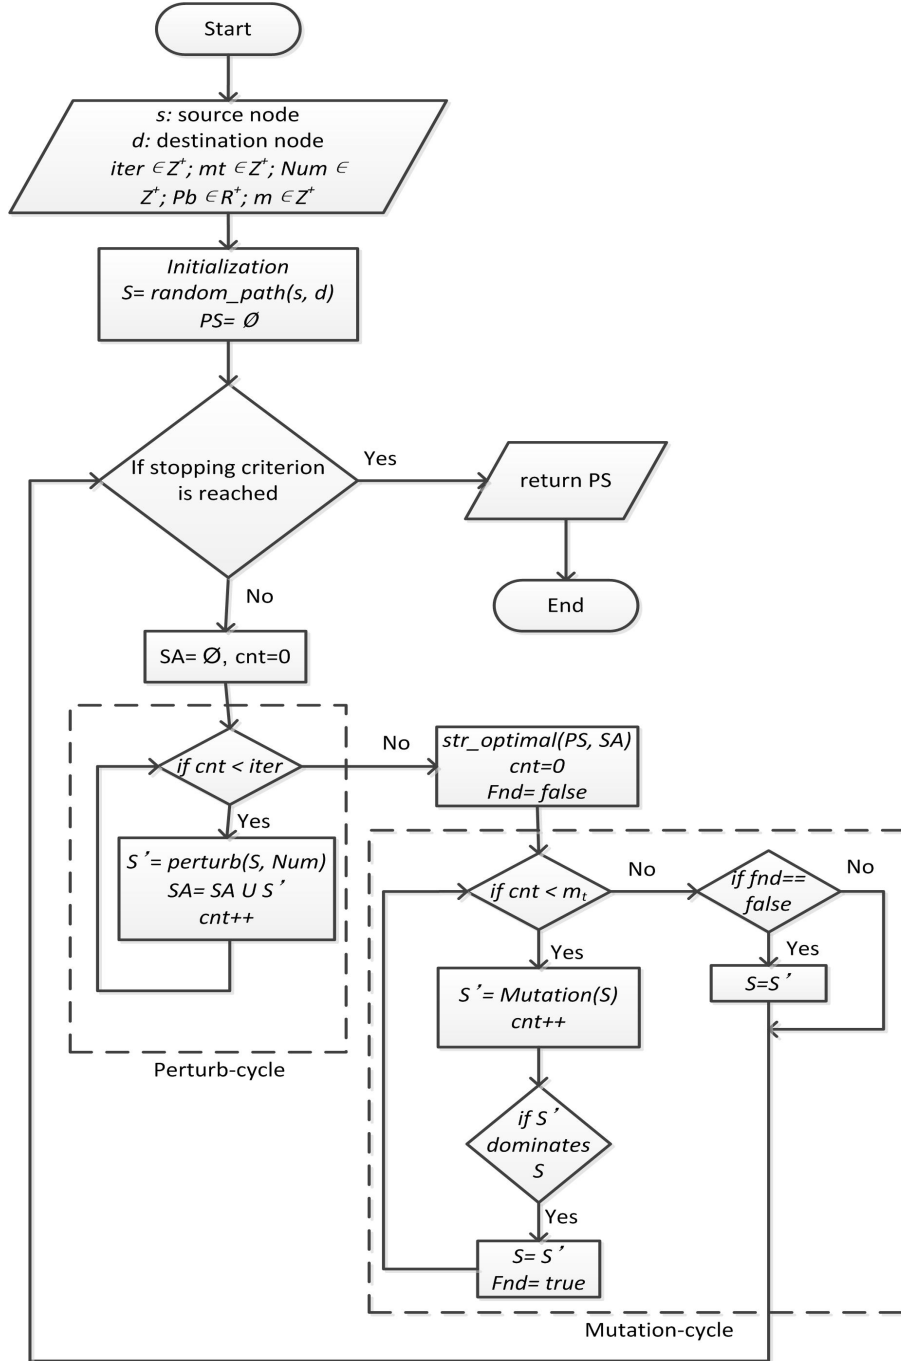 Start
s: source node
d: destination node
iter ∈Z⁺; mt ∈Z⁺; Num ∈
Z⁺; Pb ∈R⁺; m ∈Z⁺
Initialization
S= random_path(s, d)
PS= Ø
If stopping criterion
is reached
Yes
return PS
End
No
SA= Ø, cnt=0
if cnt < iter
No
Yes
S´= perturb(S, Num)
SA= SA U S´
cnt++
Perturb-cycle
str_optimal(PS, SA)
cnt=0
Fnd= false
if cnt < mₜ
No
if fnd==
false
No
Yes
S=S´
Yes
S´= Mutation(S)
cnt++
if S´
dominates
S
Yes
S= S´
Fnd= true
Mutation-cycle